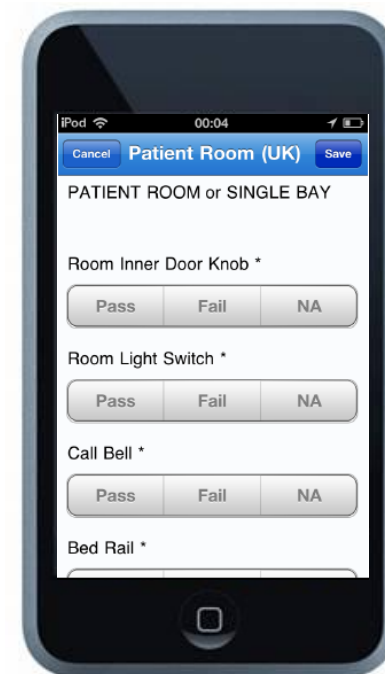 iPod 00:04
Cancel Patient Room (UK) Save
PATIENT ROOM or SINGLE BAY
Room Inner Door Knob *
Pass Fail NA
Room Light Switch *
Pass Fail NA
Call Bell *
Pass Fail NA
Bed Rail *